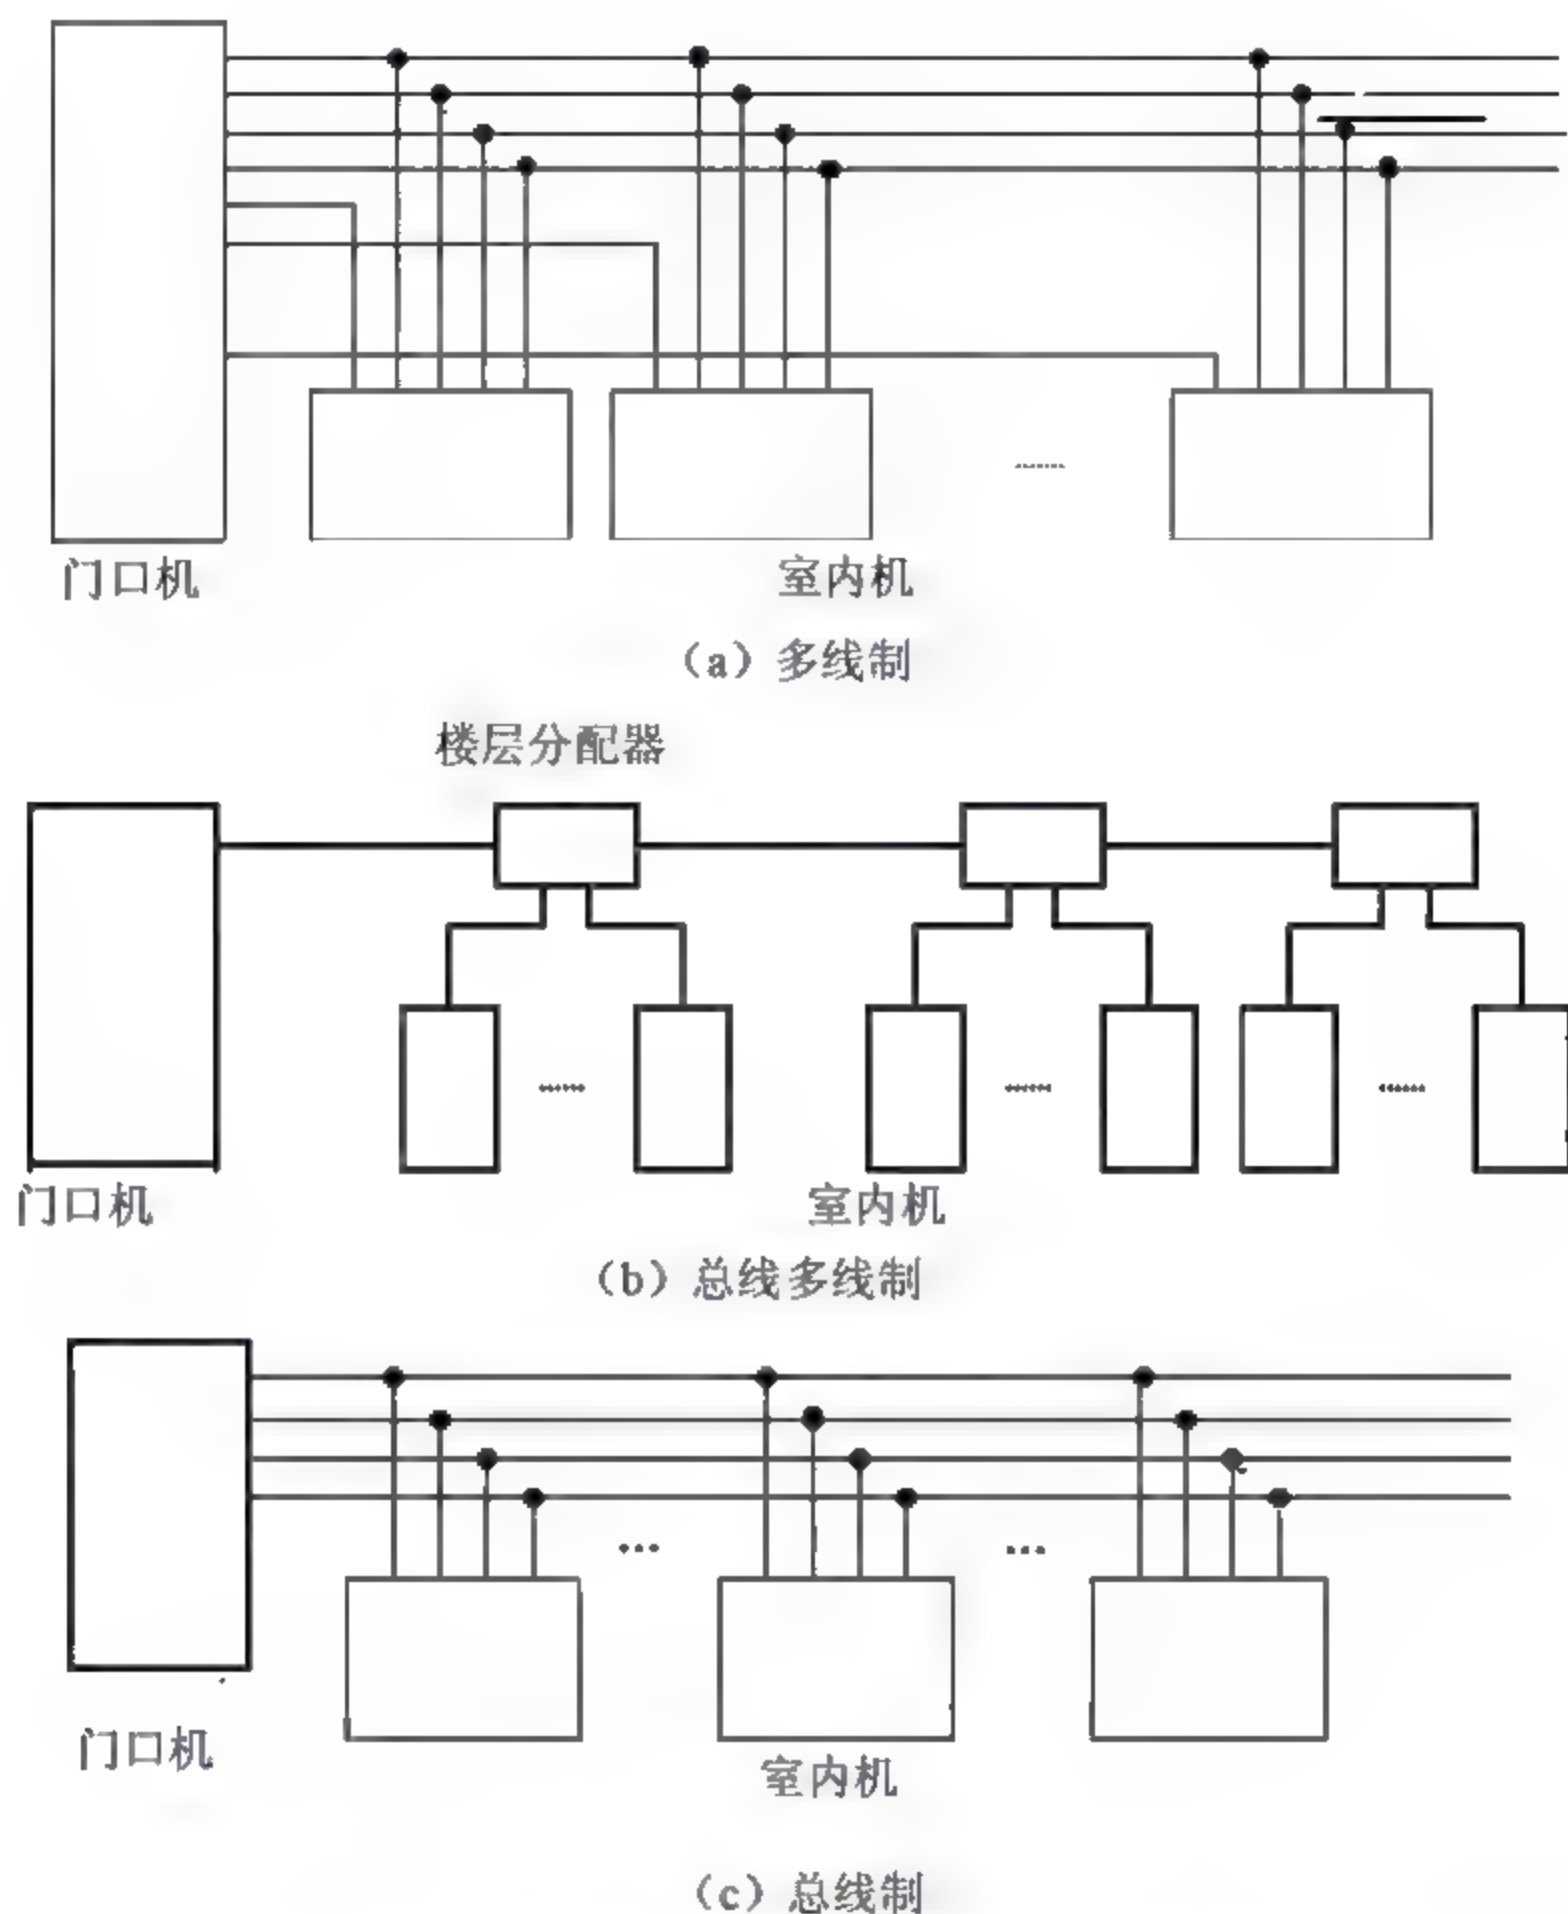 门口机
室内机
(a) 多线制
楼层分配器
门口机
室内机
(b) 总线多线制
门口机
室内机
(c) 总线制